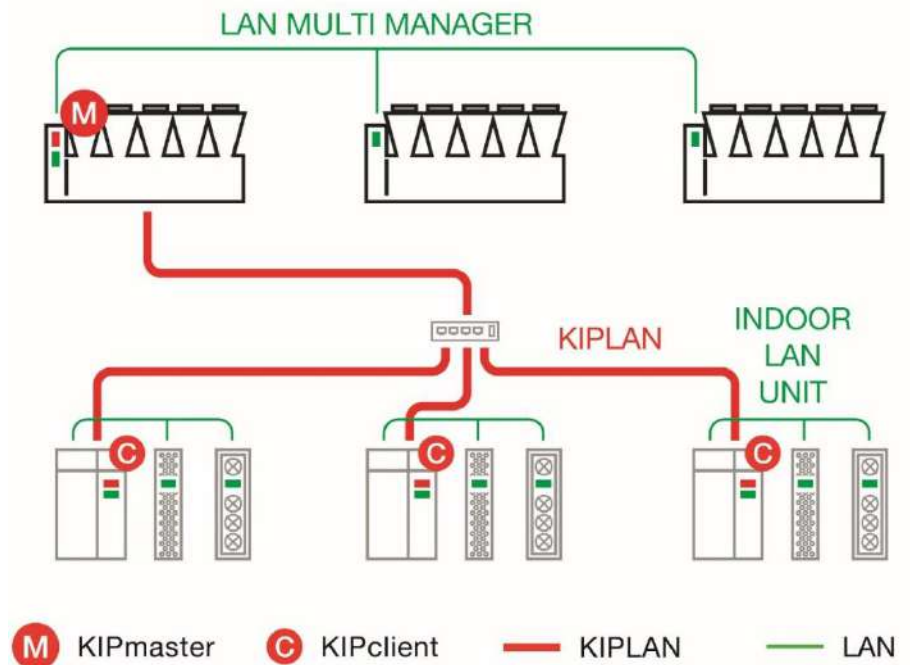 LAN MULTI MANAGER
M
KIPLAN
INDOOR
LAN
UNIT
C
C
C
M KIPmaster
C KIPclient
KIPLAN
LAN